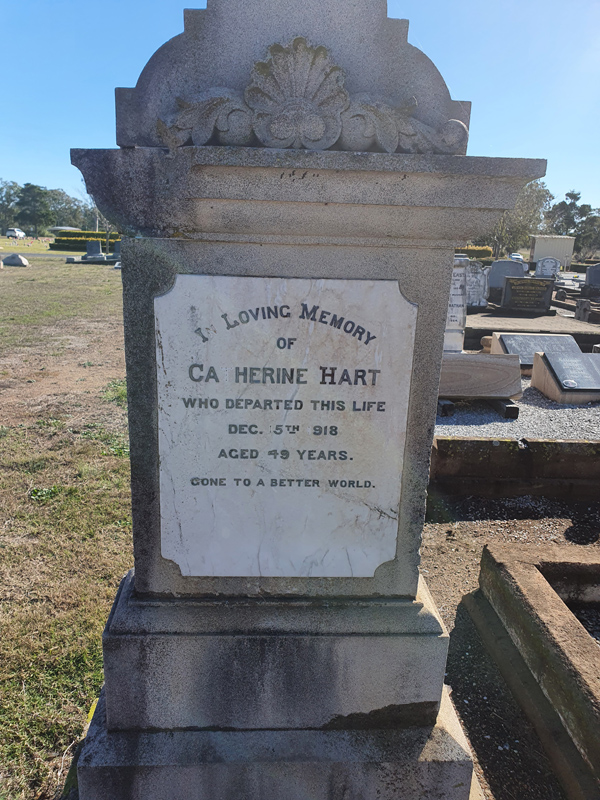 In Loving Memory
OF
CA HERINE HART
WHO DEPARTED THIS LIFE
DEC. 5TH 918
AGED 49 YEARS.
GONE TO A BETTER WORLD.